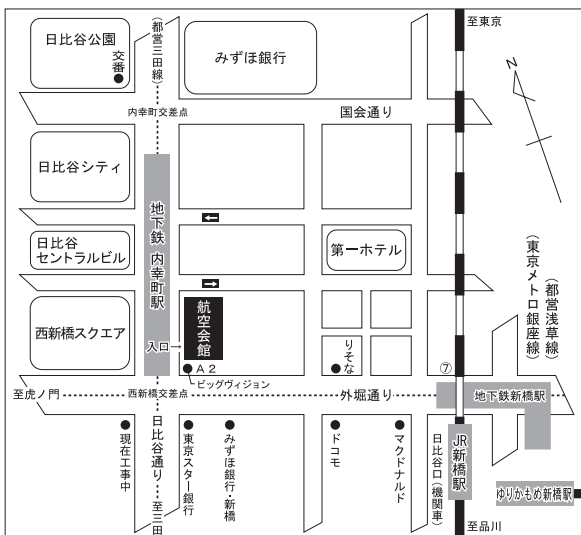 日比谷公園
交番
(都営三田線)
みずほ銀行
至東京
N
内幸町交差点
国会通り
日比谷シティ
地下鉄 内幸町駅
日比谷
セントラルビル
第一ホテル
(都営浅草線)
(東京メトロ銀座線)
西新橋スクエア
航空会館
入口→
A2
ビッグヴィジョン
りそな
⑦
至虎ノ門
西新橋交差点
外堀通り
地下鉄新橋駅
現在工事中
日比谷通り
至三田
東京スター銀行
みずほ銀行・新橋
ドコモ
マクドナルド
日比谷口(機関車)
JR新橋駅
ゆりかもめ新橋駅
至品川